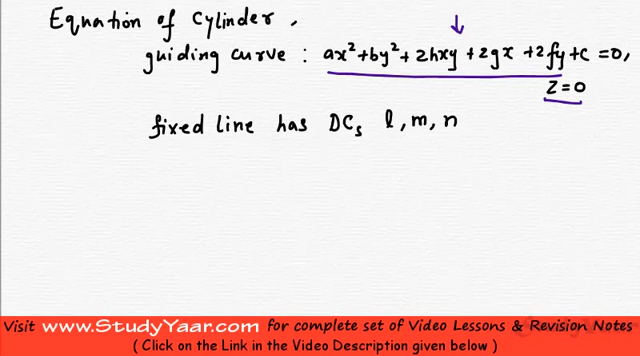 Equation of Cylinder,
guiding curve : ax²+by²+2hxy+2gx+2fy+c=0,
z=0
fixed line has DCs l, m, n
Visit www.StudyYaar.com for complete set of Video Lessons & Revision Notes
( Click on the Link in the Video Description given below )